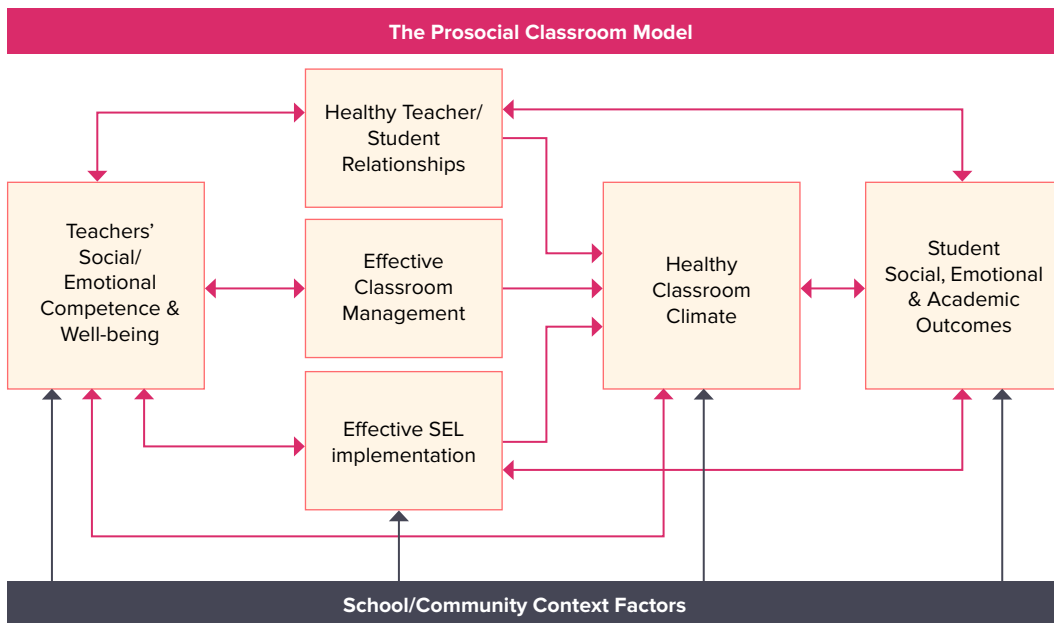 The Prosocial Classroom Model
Healthy Teacher/
Student
Relationships
Teachers’
Social/
Emotional
Competence &
Well-being
Effective
Classroom
Management
Healthy
Classroom
Climate
Student
Social, Emotional
& Academic
Outcomes
Effective SEL
implementation
School/Community Context Factors